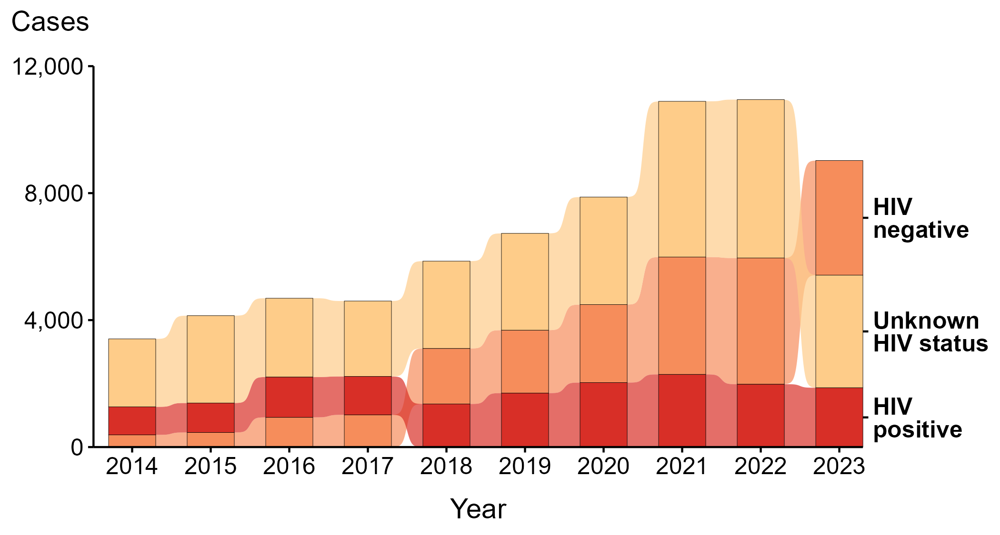 Cases
12,000
8,000
4,000
0
HIV
negative
Unknown
HIV status
HIV
positive
2014 2015 2016 2017 2018 2019 2020 2021 2022 2023
Year